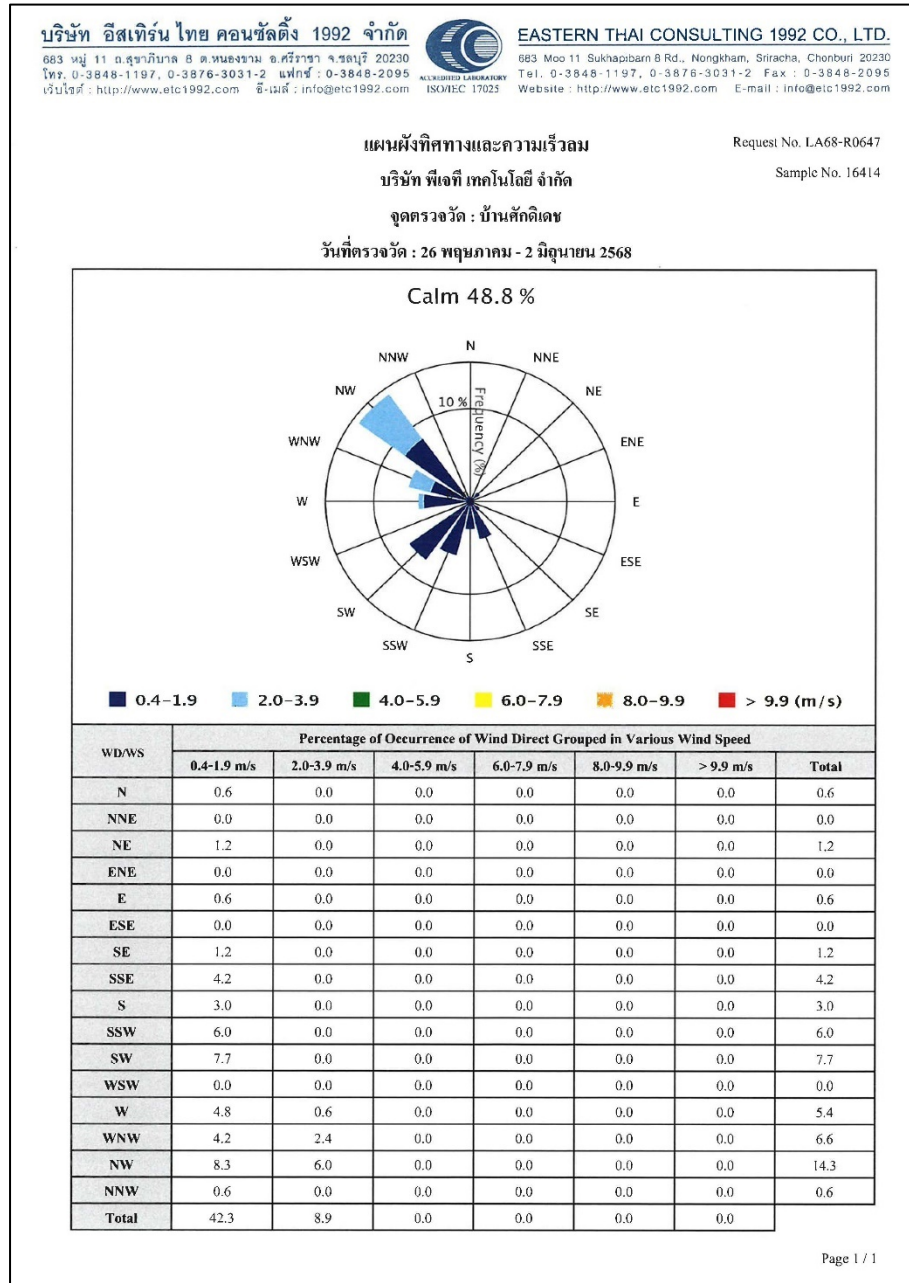 บริษัท อีสเทิร์น ไทย คอนซัลติ้ง 1992 จำกัด
683 หมู่ 11 ถ.สุขาภิบาล 8 ต.หนองขาม อ.ศรีราชา จ.ชลบุรี 20230
โทร. 0-3848-1197, 0-3876-3031-2 แฟกซ์ : 0-3848-2095
เว็บไซต์ : http://www.etc1992.com อี-เมล์ : info@etc1992.com
ACCREDITED LABORATORY
ISO/IEC 17025
EASTERN THAI CONSULTING 1992 CO., LTD.
683 Moo 11 Sukhapibarn 8 Rd., Nongkham, Sriracha, Chonburi 20230
Tel. 0-3848-1197, 0-3876-3031-2 Fax : 0-3848-2095
Website : http://www.etc1992.com E-mail : info@etc1992.com
แผนผังทิศทางและความเร็วลม
Request No. LA68-R0647
บริษัท พีเจที เทคโนโลยี จำกัด
Sample No. 16414
จุดตรวจวัด : บ้านศักดิเดช
วันที่ตรวจวัด : 26 พฤษภาคม - 2 มิถุนายน 2568
Calm 48.8 %
N
NNW NNE
NW NE
10 %
Frequency (%)
WNW ENE
W E
WSW ESE
SW SE
SSW SSE
S
0.4-1.9 2.0-3.9 4.0-5.9 6.0-7.9 8.0-9.9 > 9.9 (m/s)
WD/WS Percentage of Occurrence of Wind Direct Grouped in Various Wind Speed
0.4-1.9 m/s 2.0-3.9 m/s 4.0-5.9 m/s 6.0-7.9 m/s 8.0-9.9 m/s > 9.9 m/s Total
N 0.6 0.0 0.0 0.0 0.0 0.0 0.6
NNE 0.0 0.0 0.0 0.0 0.0 0.0 0.0
NE 1.2 0.0 0.0 0.0 0.0 0.0 1.2
ENE 0.0 0.0 0.0 0.0 0.0 0.0 0.0
E 0.6 0.0 0.0 0.0 0.0 0.0 0.6
ESE 0.0 0.0 0.0 0.0 0.0 0.0 0.0
SE 1.2 0.0 0.0 0.0 0.0 0.0 1.2
SSE 4.2 0.0 0.0 0.0 0.0 0.0 4.2
S 3.0 0.0 0.0 0.0 0.0 0.0 3.0
SSW 6.0 0.0 0.0 0.0 0.0 0.0 6.0
SW 7.7 0.0 0.0 0.0 0.0 0.0 7.7
WSW 0.0 0.0 0.0 0.0 0.0 0.0 0.0
W 4.8 0.6 0.0 0.0 0.0 0.0 5.4
WNW 4.2 2.4 0.0 0.0 0.0 0.0 6.6
NW 8.3 6.0 0.0 0.0 0.0 0.0 14.3
NNW 0.6 0.0 0.0 0.0 0.0 0.0 0.6
Total 42.3 8.9 0.0 0.0 0.0 0.0
Page 1 / 1